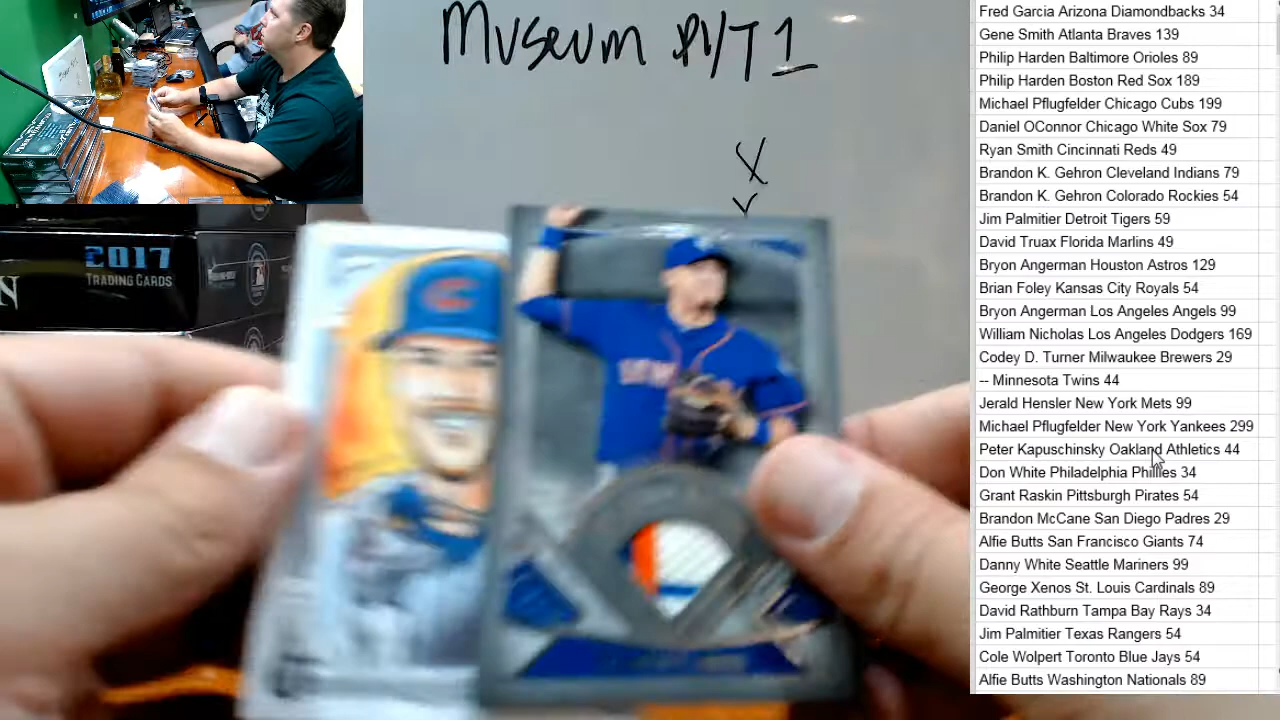 Museum PI/T 1
X
2017
TRADING CARDS
N
C
Fred Garcia Arizona Diamondbacks 34
Gene Smith Atlanta Braves 139
Philip Harden Baltimore Orioles 89
Philip Harden Boston Red Sox 189
Michael Pflugfelder Chicago Cubs 199
Daniel OConnor Chicago White Sox 79
Ryan Smith Cincinnati Reds 49
Brandon K. Gehron Cleveland Indians 79
Brandon K. Gehron Colorado Rockies 54
Jim Palmitier Detroit Tigers 59
David Truax Florida Marlins 49
Bryon Angerman Houston Astros 129
Brian Foley Kansas City Royals 54
Bryon Angerman Los Angeles Angels 99
William Nicholas Los Angeles Dodgers 169
Codey D. Turner Milwaukee Brewers 29
-- Minnesota Twins 44
Jerald Hensler New York Mets 99
Michael Pflugfelder New York Yankees 299
Peter Kapuschinsky Oakland Athletics 44
Don White Philadelphia Phillies 34
Grant Raskin Pittsburgh Pirates 54
Brandon McCane San Diego Padres 29
Alfie Butts San Francisco Giants 74
Danny White Seattle Mariners 99
George Xenos St. Louis Cardinals 89
David Rathburn Tampa Bay Rays 34
Jim Palmitier Texas Rangers 54
Cole Wolpert Toronto Blue Jays 54
Alfie Butts Washington Nationals 89